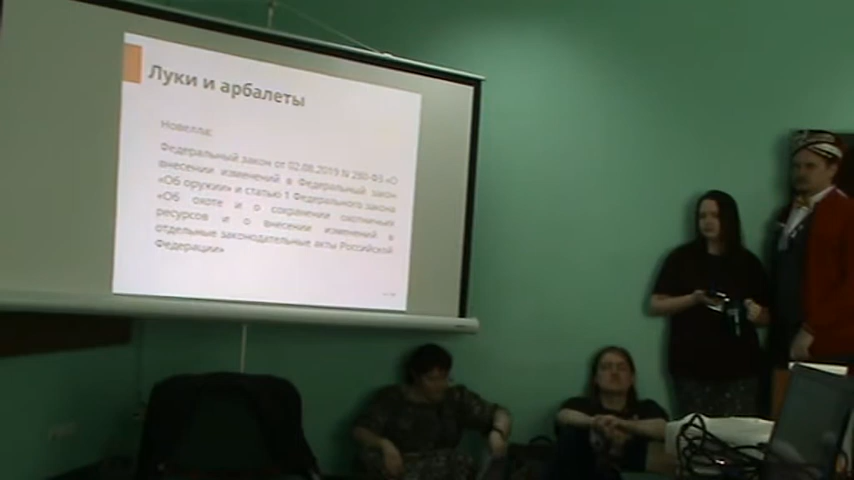 Луки и арбалеты
Новелла:
Федеральный закон от 02.08.2019 N 280-ФЗ «О
внесении изменений в Федеральный закон
«Об оружии» и статью 1 Федерального закона
«Об охоте и о сохранении охотничьих
ресурсов и о внесении изменений в
отдельные законодательные акты Российской
Федерации»